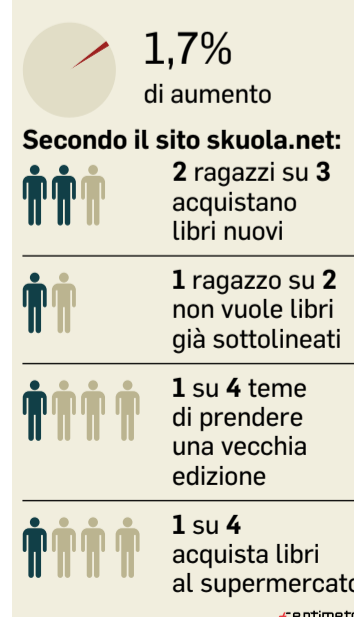 1,7%
di aumento
Secondo il sito skuola.net:
2 ragazzi su 3
acquistano
libri nuovi
1 ragazzo su 2
non vuole libri
già sottolineati
1 su 4 teme
di prendere
una vecchia
edizione
1 su 4
acquista libri
al supermercato